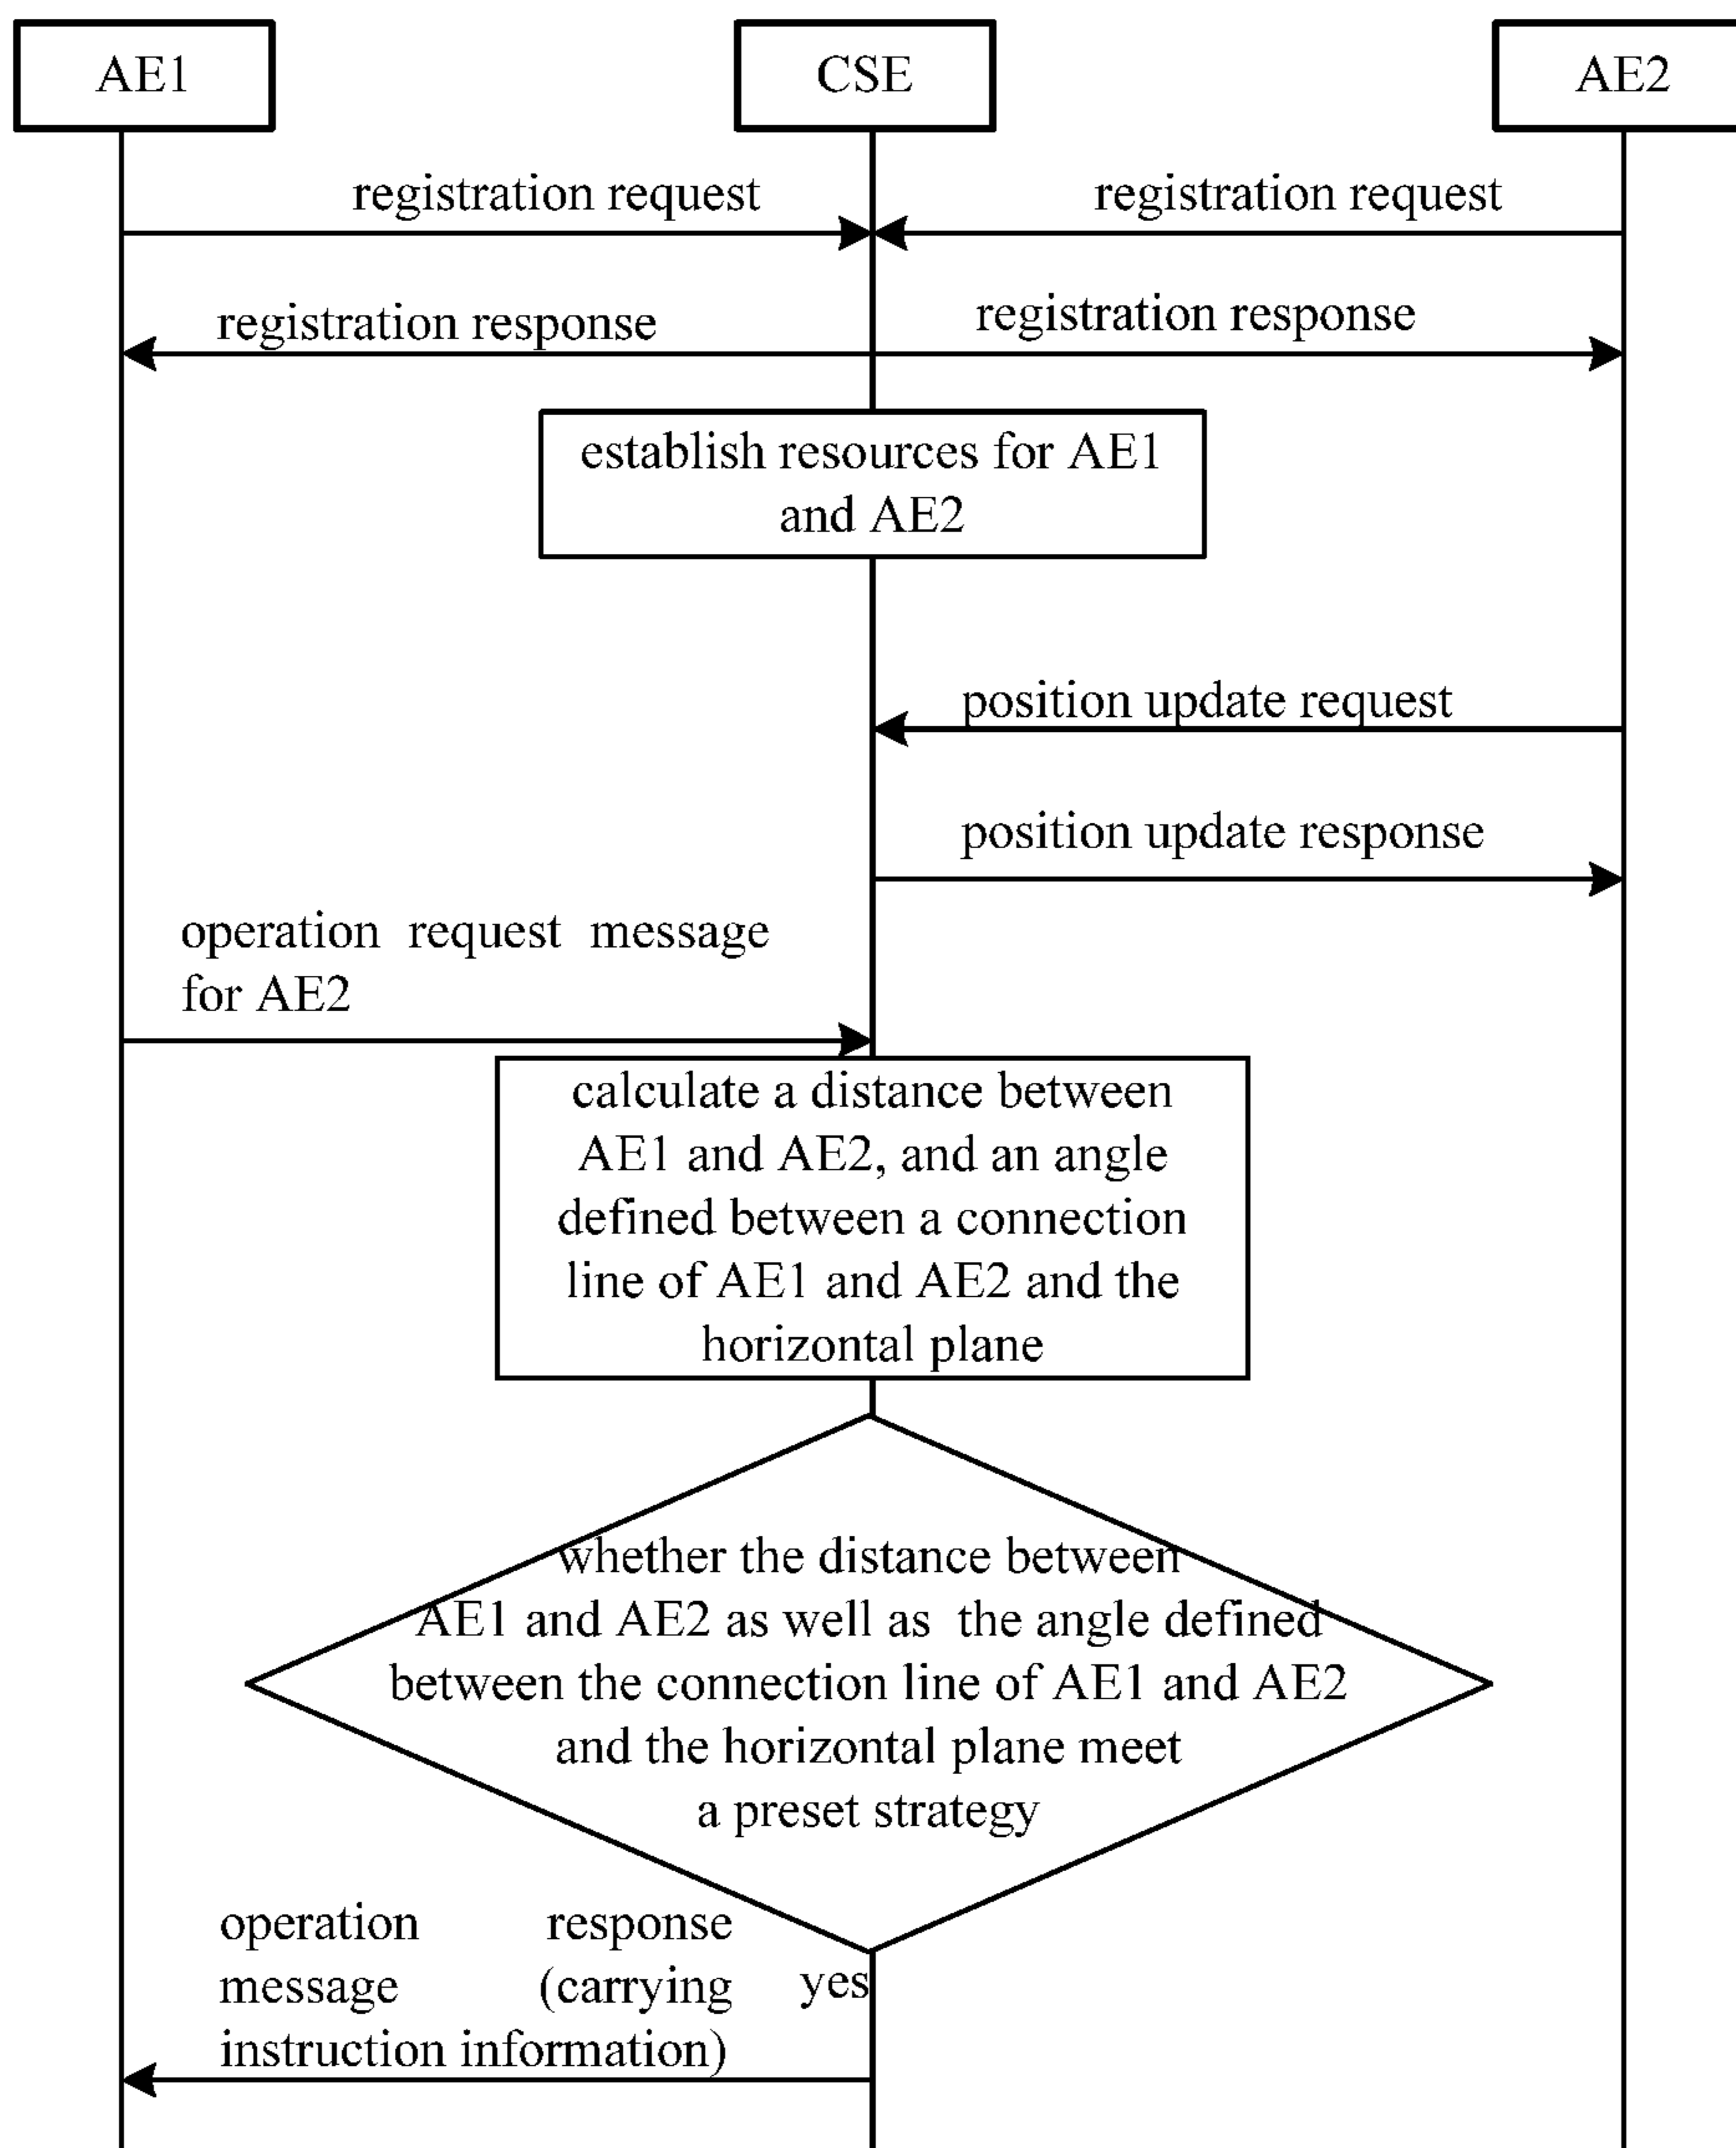 AE1
CSE
AE2
registration request
registration request
registration response
registration response
establish resources for AE1
and AE2
position update request
position update response
operation request message
for AE2
calculate a distance between
AE1 and AE2, and an angle
defined between a connection
line of AE1 and AE2 and the
horizontal plane
whether the distance between
AE1 and AE2 as well as the angle defined
between the connection line of AE1 and AE2
and the horizontal plane meet
a preset strategy
operation response
message (carrying
instruction information)
yes